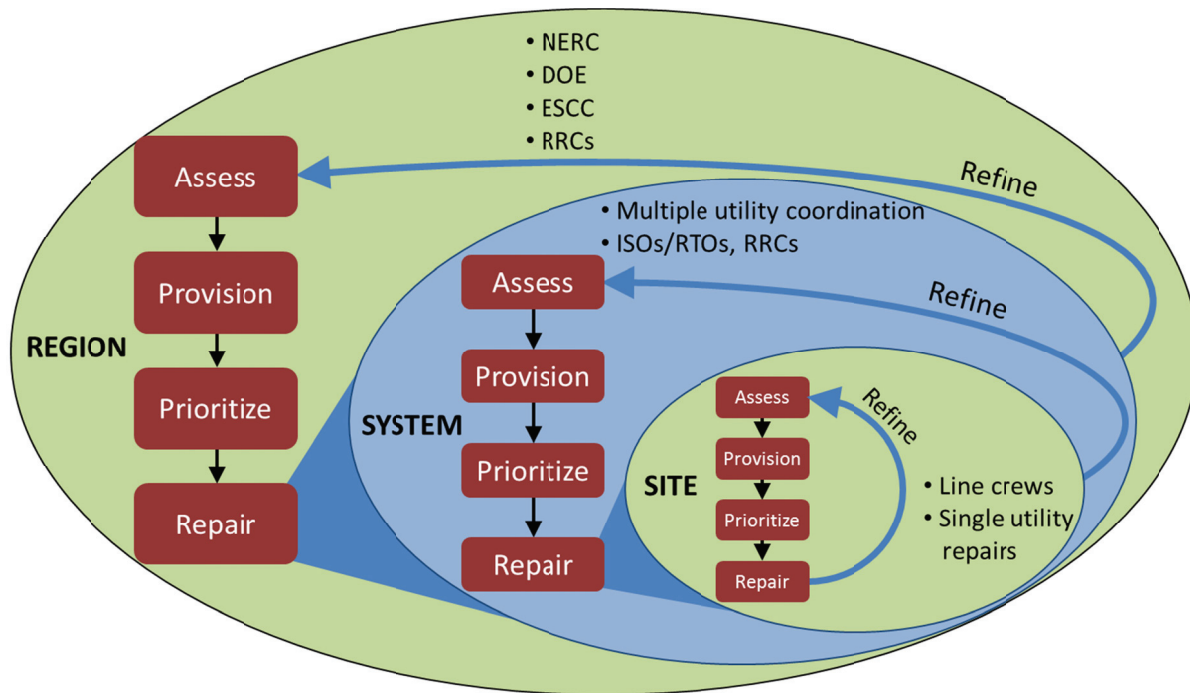 • NERC
• DOE
• ESCC
• RRCs
Refine
Assess
Provision
REGION
Prioritize
Repair
• Multiple utility coordination
• ISOs/RTOs, RRCs
Refine
Assess
Provision
SYSTEM
Prioritize
Repair
Refine
Assess
Provision
SITE
Prioritize
Repair
• Line crews
• Single utility
repairs